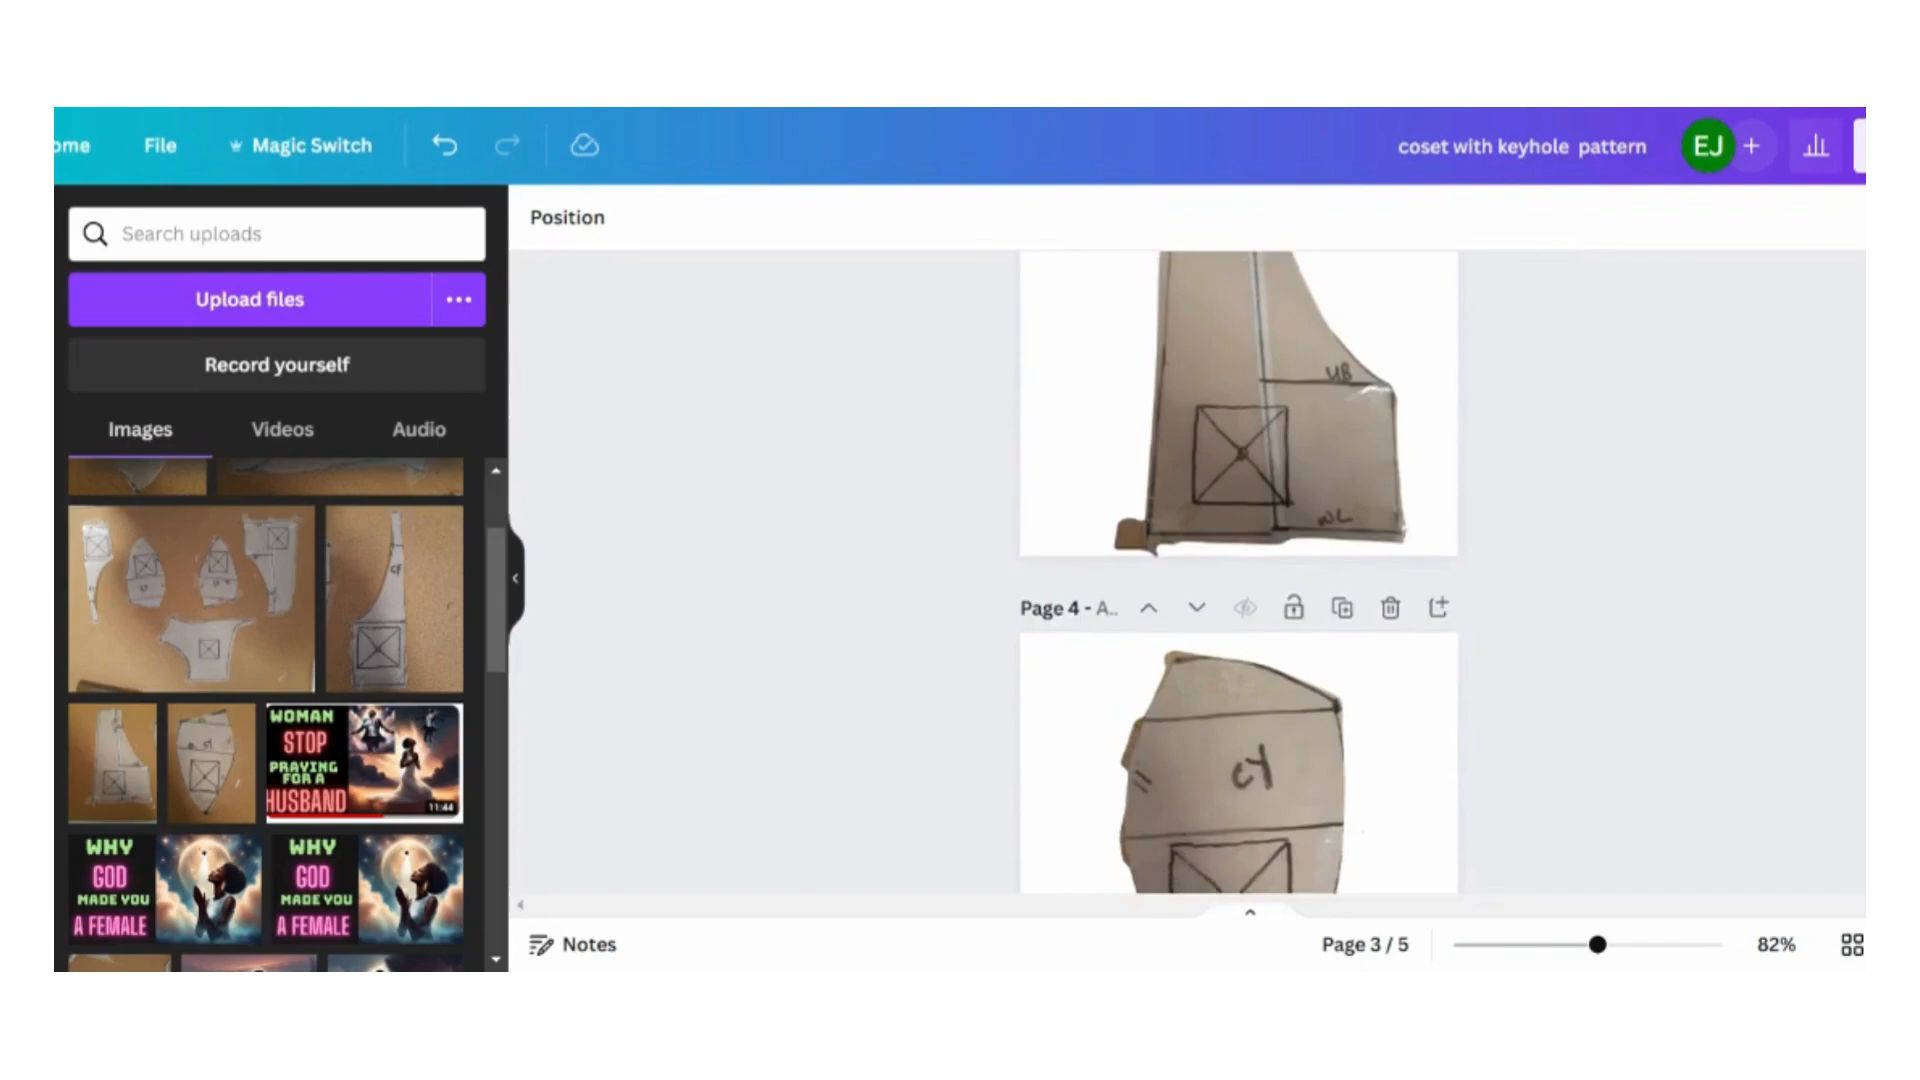 ome File Magic Switch coset with keyhole pattern EJ +
Search uploads
Position
Upload files
Record yourself
Images Videos Audio
UB
WL
CF
Page 4 - A..
CY
WOMAN
STOP
PRAYING
FOR A
HUSBAND
11:44
WHY
GOD
MADE YOU
A FEMALE
WHY
GOD
MADE YOU
A FEMALE
Notes Page 3 / 5 82%